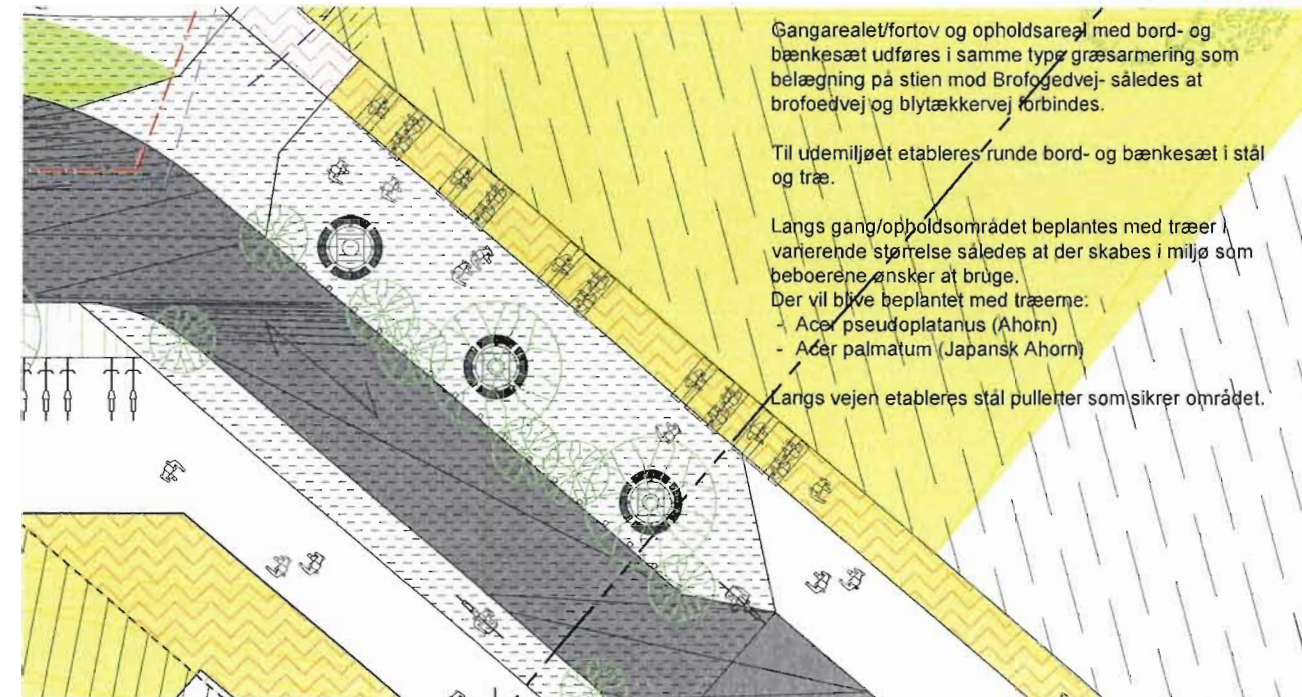 Gangarealet/fortov og opholdsareal med bord- og
bænkesæt udføres i samme type græsarmering som
belægning på stien mod Brofogedvej- således at
brofoedvej og blytækkervej forbindes.
Til udemiljøet etableres runde bord- og bænkesæt i stål
og træ.
Langs gang/opholdsområdet beplantes med træer i
varierende størrelse således at der skabes i miljø som
beboerene ønsker at bruge.
Der vil blive beplantet med træerne:
- Acer pseudoplatanus (Ahorn)
- Acer palmatum (Japansk Ahorn)
Langs vejen etableres stål pullerter som sikrer området.